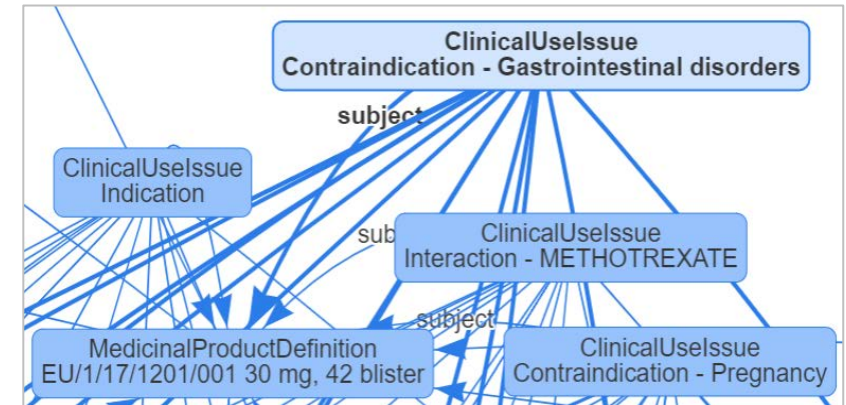 ClinicalUseIssue
Contraindication - Gastrointestinal disorders
subject
ClinicalUseIssue
Indication
sub
ClinicalUseIssue
Interaction - METHOTREXATE
subject
MedicinalProductDefinition
EU/1/17/1201/001 30 mg, 42 blister
ClinicalUseIssue
Contraindication - Pregnancy